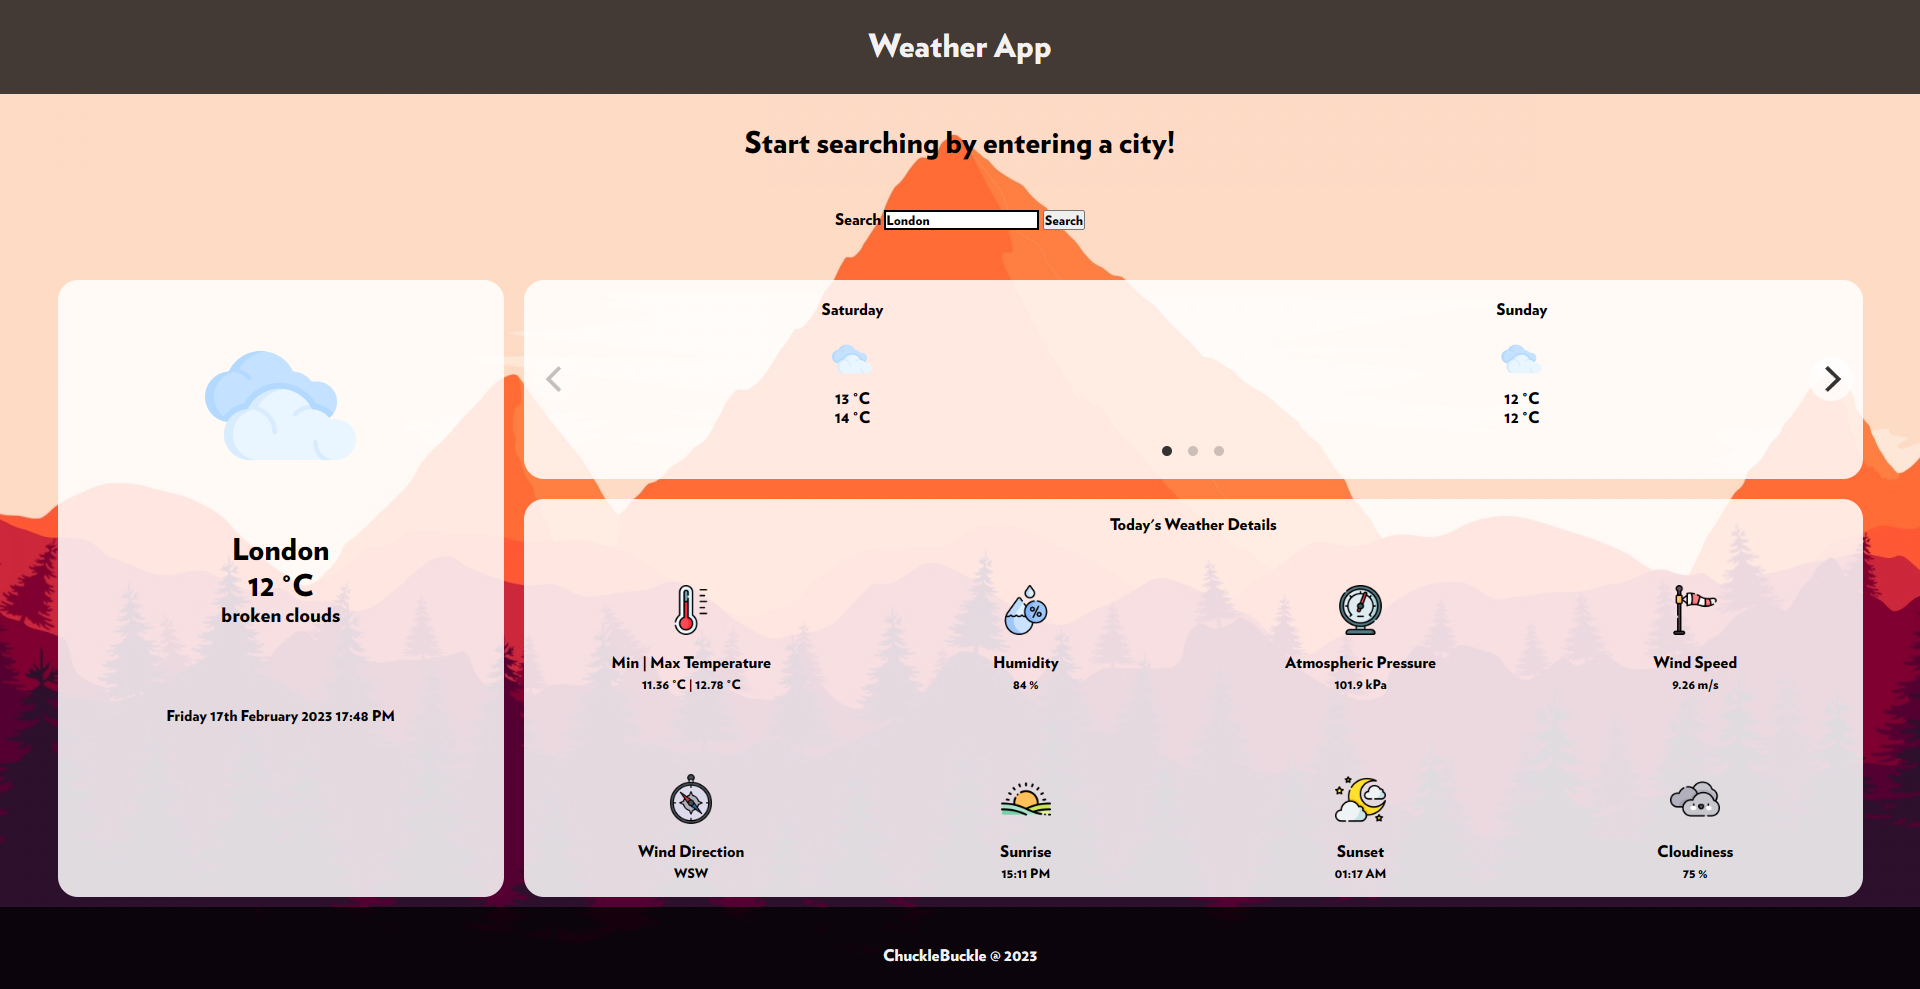 Weather App
Start searching by entering a city!
Search London Search
London
12 °C
broken clouds
Friday 17th February 2023 17:48 PM
Saturday
13 °C
14 °C
Sunday
12 °C
12 °C
Today's Weather Details
Min | Max Temperature
11.36 °C | 12.78 °C
Humidity
84 %
%
Atmospheric Pressure
101.9 kPa
Wind Speed
9.26 m/s
Wind Direction
WSW
Sunrise
15:11 PM
Sunset
01:17 AM
Cloudiness
75 %
ChuckleBuckle @ 2023